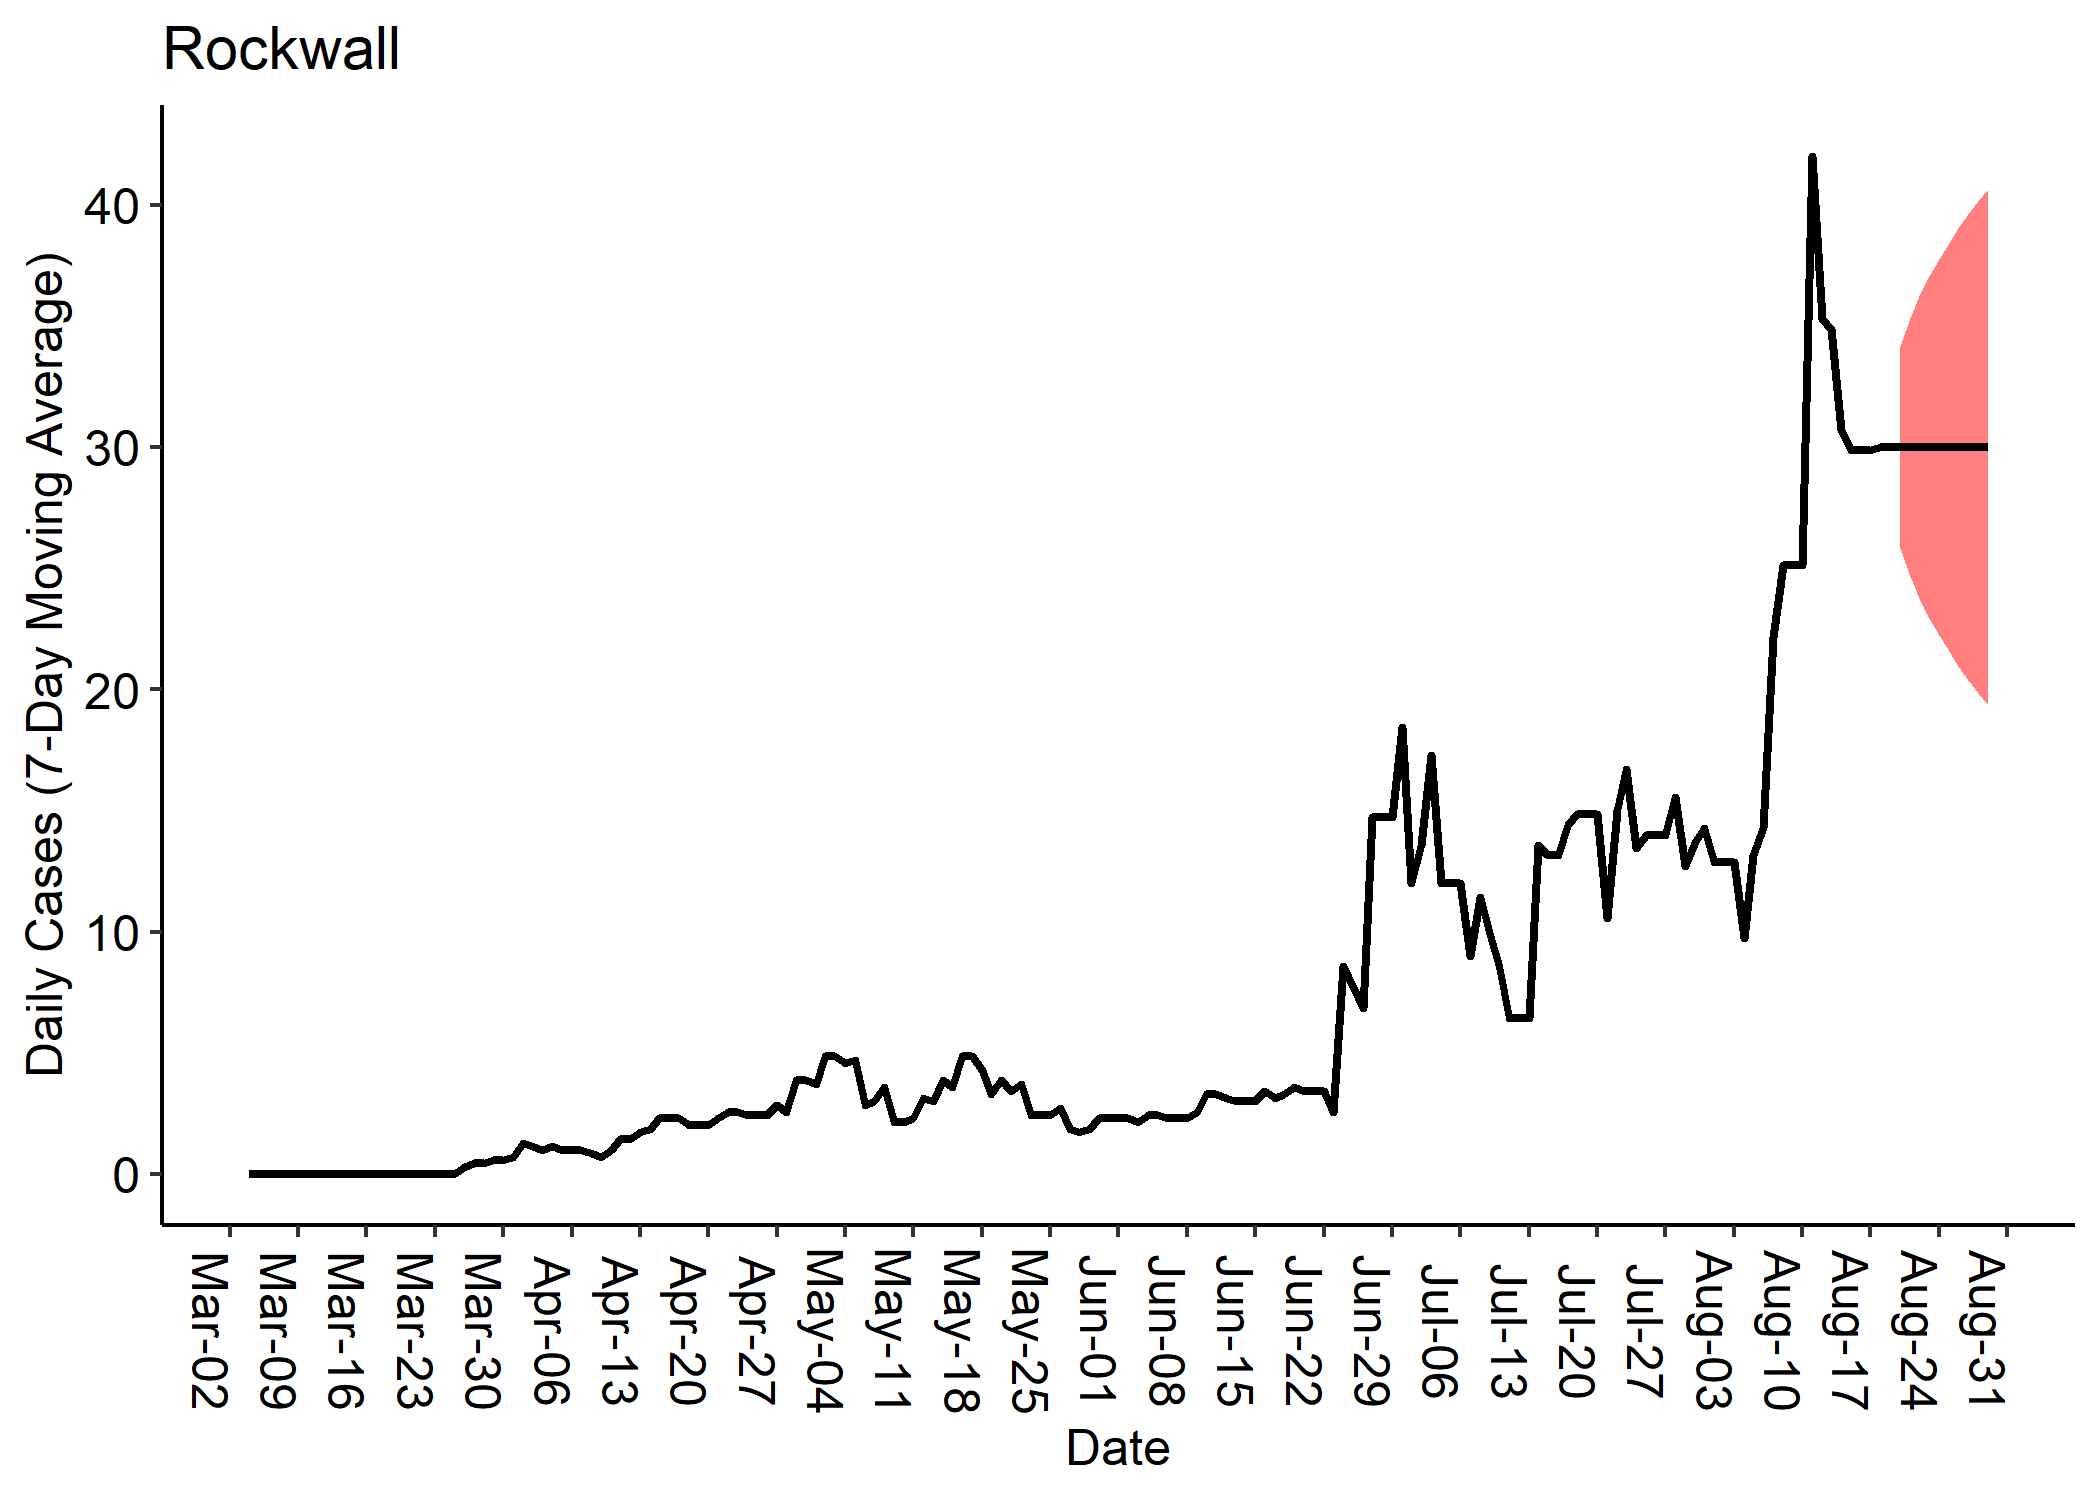 Rockwall
Daily Cases (7-Day Moving Average)
40
30
20
10
0
Mar-02
Mar-09
Mar-16
Mar-23
Mar-30
Apr-06
Apr-13
Apr-20
Apr-27
May-04
May-11
May-18
May-25
Jun-01
Jun-08
Jun-15
Jun-22
Jun-29
Jul-06
Jul-13
Jul-20
Jul-27
Aug-03
Aug-10
Aug-17
Aug-24
Aug-31
Date